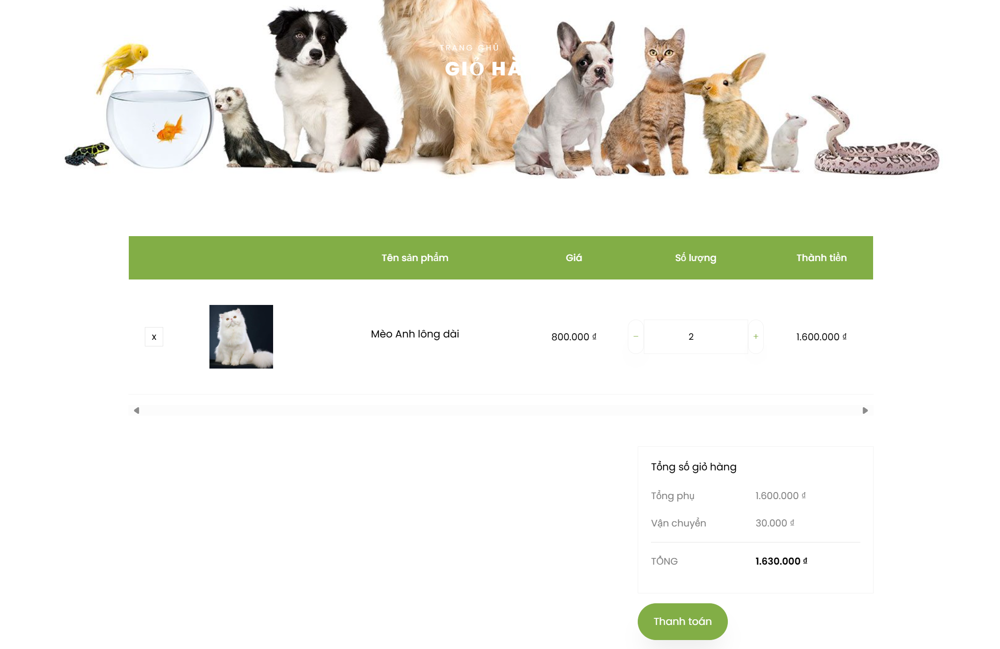 TRANG CHỦ
GIỎ HÀ
Tên sản phẩm Giá Số lượng Thành tiền
x Mèo Anh lông dài 800.000 ₫ − 2 + 1.600.000 ₫
Tổng số giỏ hàng
Tổng phụ 1.600.000 ₫
Vận chuyển 30.000 ₫
TỔNG 1.630.000 ₫
Thanh toán